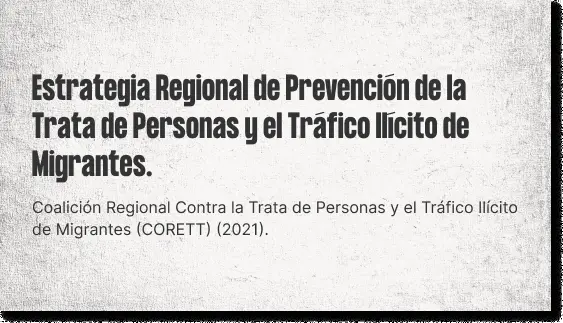 Estrategia Regional de Prevención de la
Trata de Personas y el Tráfico Ilícito de
Migrantes.
Coalición Regional Contra la Trata de Personas y el Tráfico Ilícito
de Migrantes (CORETT) (2021).